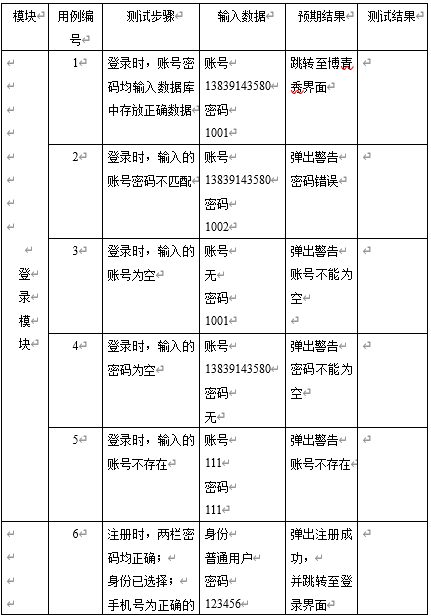 模块
用例编号
测试步骤
输入数据
预期结果
测试结果
登
录
模
块
1
登录时，账号密
码均输入数据库
中存放正确数据
账号
13839143580
密码
1001
跳转至博赉
秀界面
2
登录时，输入的
账号密码不匹配
账号
13839143580
密码
1002
弹出警告
密码错误
3
登录时，输入的
账号为空
账号
无
密码
1001
弹出警告
账号不能为
空
4
登录时，输入的
密码为空
账号
13839143580
密码
无
弹出警告
密码不能为
空
5
登录时，输入的
账号不存在
账号
111
密码
111
弹出警告
账号不存在
6
注册时，两栏密
码均正确；
身份已选择；
手机号为正确的
身份
普通用户
密码
123456
弹出注册成
功，
并跳转至登
录界面